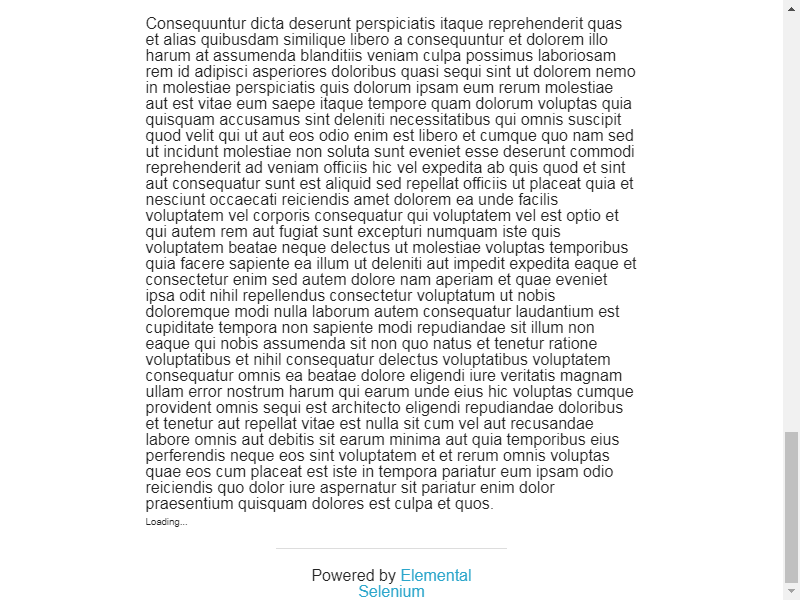 Consequuntur dicta deserunt perspiciatis itaque reprehenderit quas
et alias quibusdam similique libero a consequuntur et dolorem illo
harum at assumenda blanditiis veniam culpa possimus laboriosam
rem id adipisci asperiores doloribus quasi sequi sint ut dolorem nemo
in molestiae perspiciatis quis dolorum ipsam eum rerum molestiae
aut est vitae eum saepe itaque tempore quam dolorum voluptas quia
quisquam accusamus sint deleniti necessitatibus qui omnis suscipit
quod velit qui ut aut eos odio enim est libero et cumque quo nam sed
ut incidunt molestiae non soluta sunt eveniet esse deserunt commodi
reprehenderit ad veniam officiis hic vel expedita ab quis quod et sint
aut consequatur sunt est aliquid sed repellat officiis ut placeat quia et
nesciunt occaecati reiciendis amet dolorem ea unde facilis
voluptatem vel corporis consequatur qui voluptatem vel est optio et
qui autem rem aut fugiat sunt excepturi numquam iste quis
voluptatem beatae neque delectus ut molestiae voluptas temporibus
quia facere sapiente ea illum ut deleniti aut impedit expedita eaque et
consectetur enim sed autem dolore nam aperiam et quae eveniet
ipsa odit nihil repellendus consectetur voluptatum ut nobis
doloremque modi nulla laborum autem consequatur laudantium est
cupiditate tempora non sapiente modi repudiandae sit illum non
eaque qui nobis assumenda sit non quo natus et tenetur ratione
voluptatibus et nihil consequatur delectus voluptatibus voluptatem
consequatur omnis ea beatae dolore eligendi iure veritatis magnam
ullam error nostrum harum qui earum unde eius hic voluptas cumque
provident omnis sequi est architecto eligendi repudiandae doloribus
et tenetur aut repellat vitae est nulla sit cum vel aut recusandae
labore omnis aut debitis sit earum minima aut quia temporibus eius
perferendis neque eos sint voluptatem et et rerum omnis voluptas
quae eos cum placeat est iste in tempora pariatur eum ipsam odio
reiciendis quo dolor iure aspernatur sit pariatur enim dolor
praesentium quisquam dolores est culpa et quos.
Loading...
Powered by Elemental
Selenium